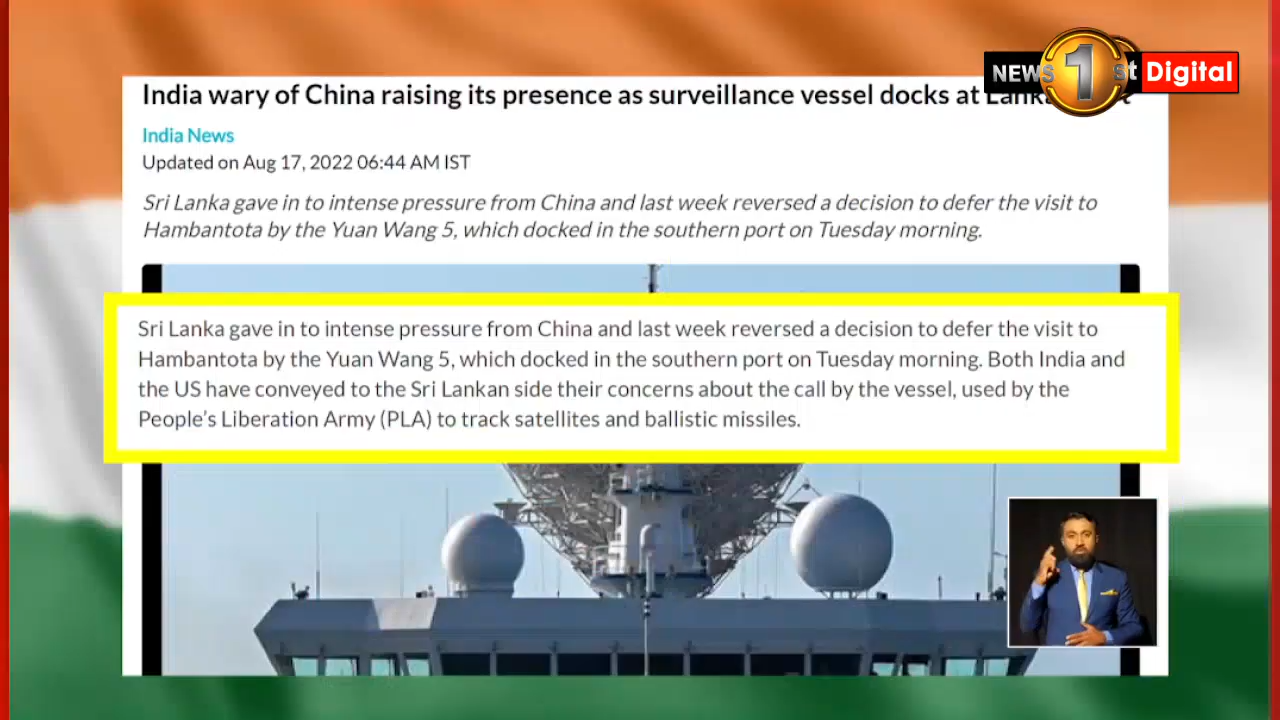 NEWS 1st Digital
India wary of China raising its presence as surveillance vessel docks at
India News
Updated on Aug 17, 2022 06:44 AM IST
Sri Lanka gave in to intense pressure from China and last week reversed a decision to defer the visit to
Hambantota by the Yuan Wang 5, which docked in the southern port on Tuesday morning.
Sri Lanka gave in to intense pressure from China and last week reversed a decision to defer the visit to
Hambantota by the Yuan Wang 5, which docked in the southern port on Tuesday morning. Both India and
the US have conveyed to the Sri Lankan side their concerns about the call by the vessel, used by the
People’s Liberation Army (PLA) to track satellites and ballistic missiles.